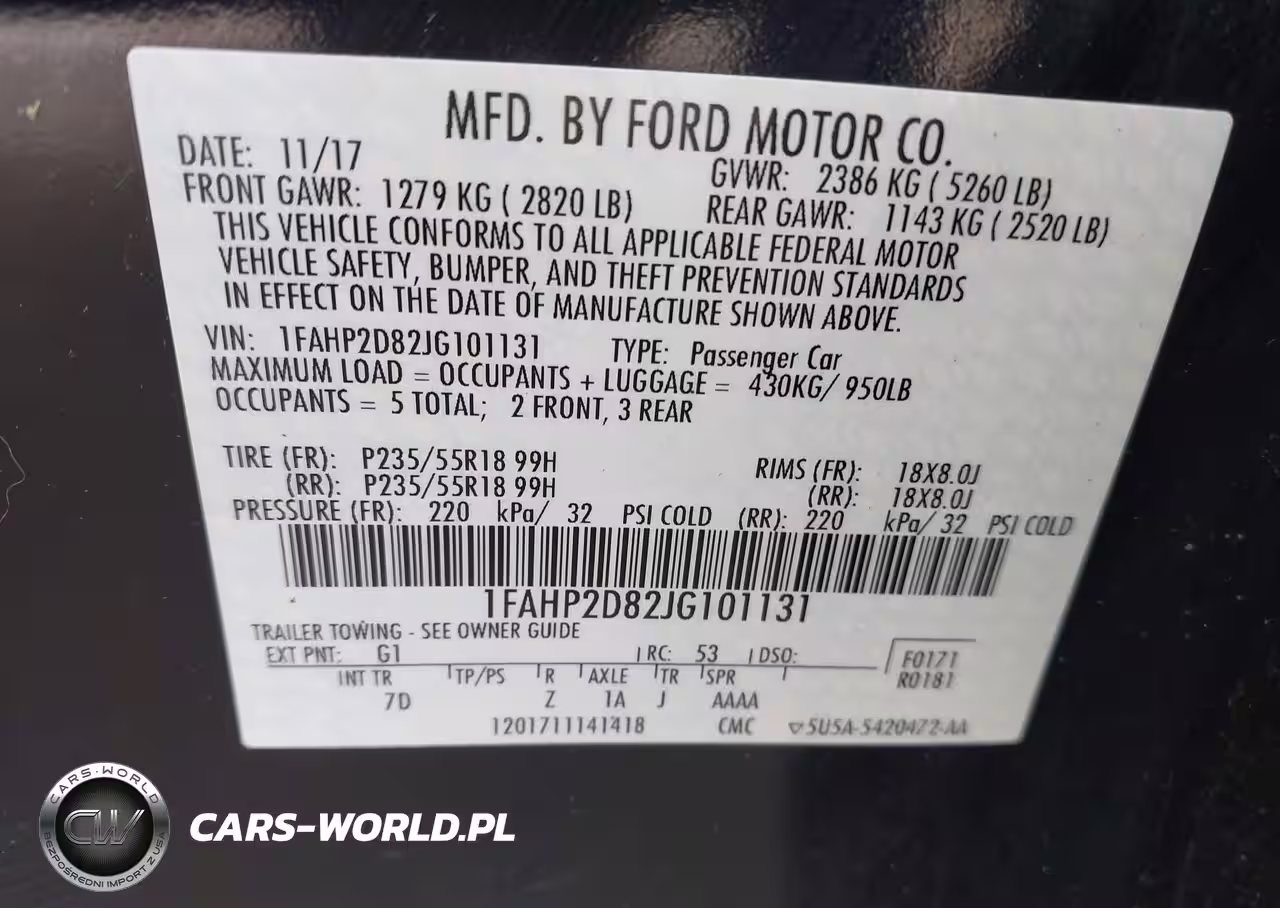 MFD. BY FORD MOTOR CO.
DATE: 11/17 GVWR: 2386 KG ( 5260 LB)
FRONT GAWR: 1279 KG ( 2820 LB) REAR GAWR: 1143 KG ( 2520 LB)
THIS VEHICLE CONFORMS TO ALL APPLICABLE FEDERAL MOTOR
VEHICLE SAFETY, BUMPER, AND THEFT PREVENTION STANDARDS
IN EFFECT ON THE DATE OF MANUFACTURE SHOWN ABOVE.
VIN: 1FAHP2D82JG101131 TYPE: Passenger Car
MAXIMUM LOAD = OCCUPANTS + LUGGAGE = 430KG/ 950LB
OCCUPANTS = 5 TOTAL; 2 FRONT, 3 REAR
TIRE (FR): P235/55R18 99H RIMS (FR): 18X8.0J
(RR): P235/55R18 99H (RR): 18X8.0J
PRESSURE (FR): 220 kPa/ 32 PSI COLD (RR): 220 kPa/ 32 PSI COLD
1FAHP2D82JG101131
TRAILER TOWING - SEE OWNER GUIDE
EXT PNT: G1 RC: 53 DSO: F0171
R0181
INT TR TP/PS R AXLE TR SPR
7D Z 1A J AAAA
1201711141418 CMC ▽5U5A-5420472-AA
CARS-WORLD
CW
BEZPOŚREDNI IMPORT Z USA
CARS-WORLD.PL